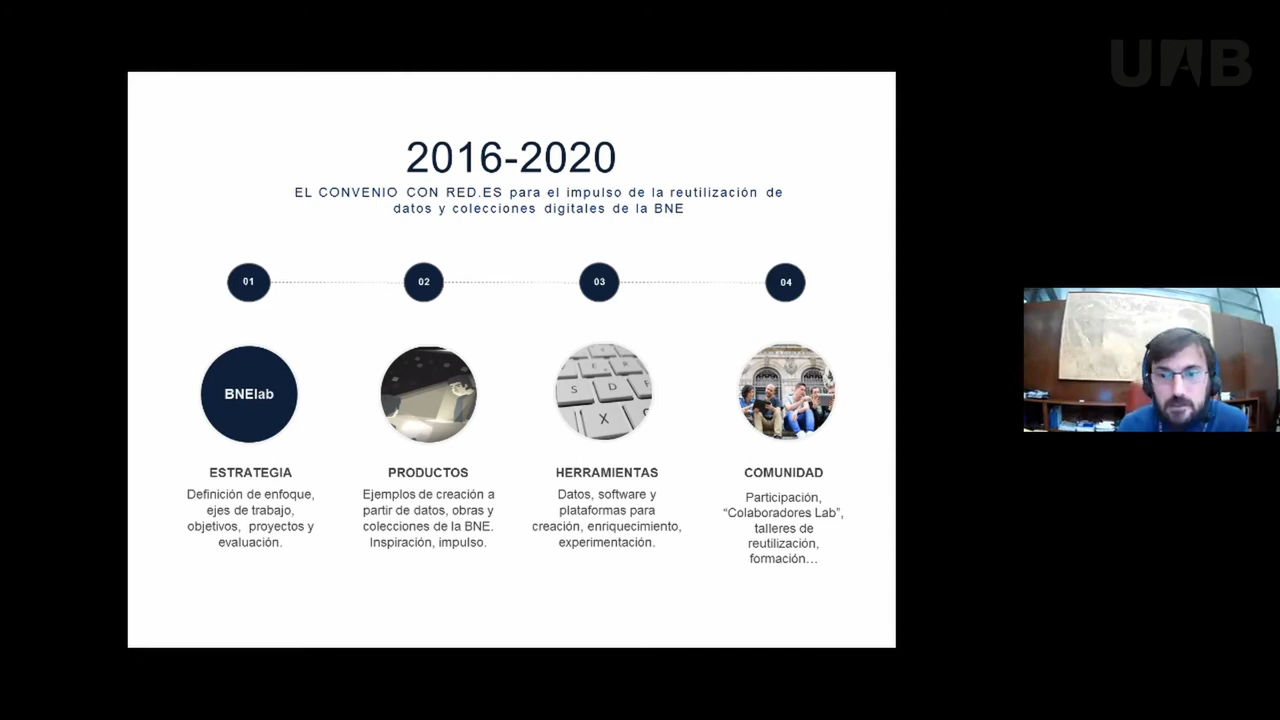 UAB
2016-2020
EL CONVENIO CON RED.ES para el impulso de la reutilización de
datos y colecciones digitales de la BNE
01
02
03
04
BNElab
S D F
X C
ESTRATEGIA
Definición de enfoque,
ejes de trabajo,
objetivos, proyectos y
evaluación.
PRODUCTOS
Ejemplos de creación a
partir de datos, obras y
colecciones de la BNE.
Inspiración, impulso.
HERRAMIENTAS
Datos, software y
plataformas para
creación, enriquecimiento,
experimentación.
COMUNIDAD
Participación,
“Colaboradores Lab”,
talleres de
reutilización,
formación…